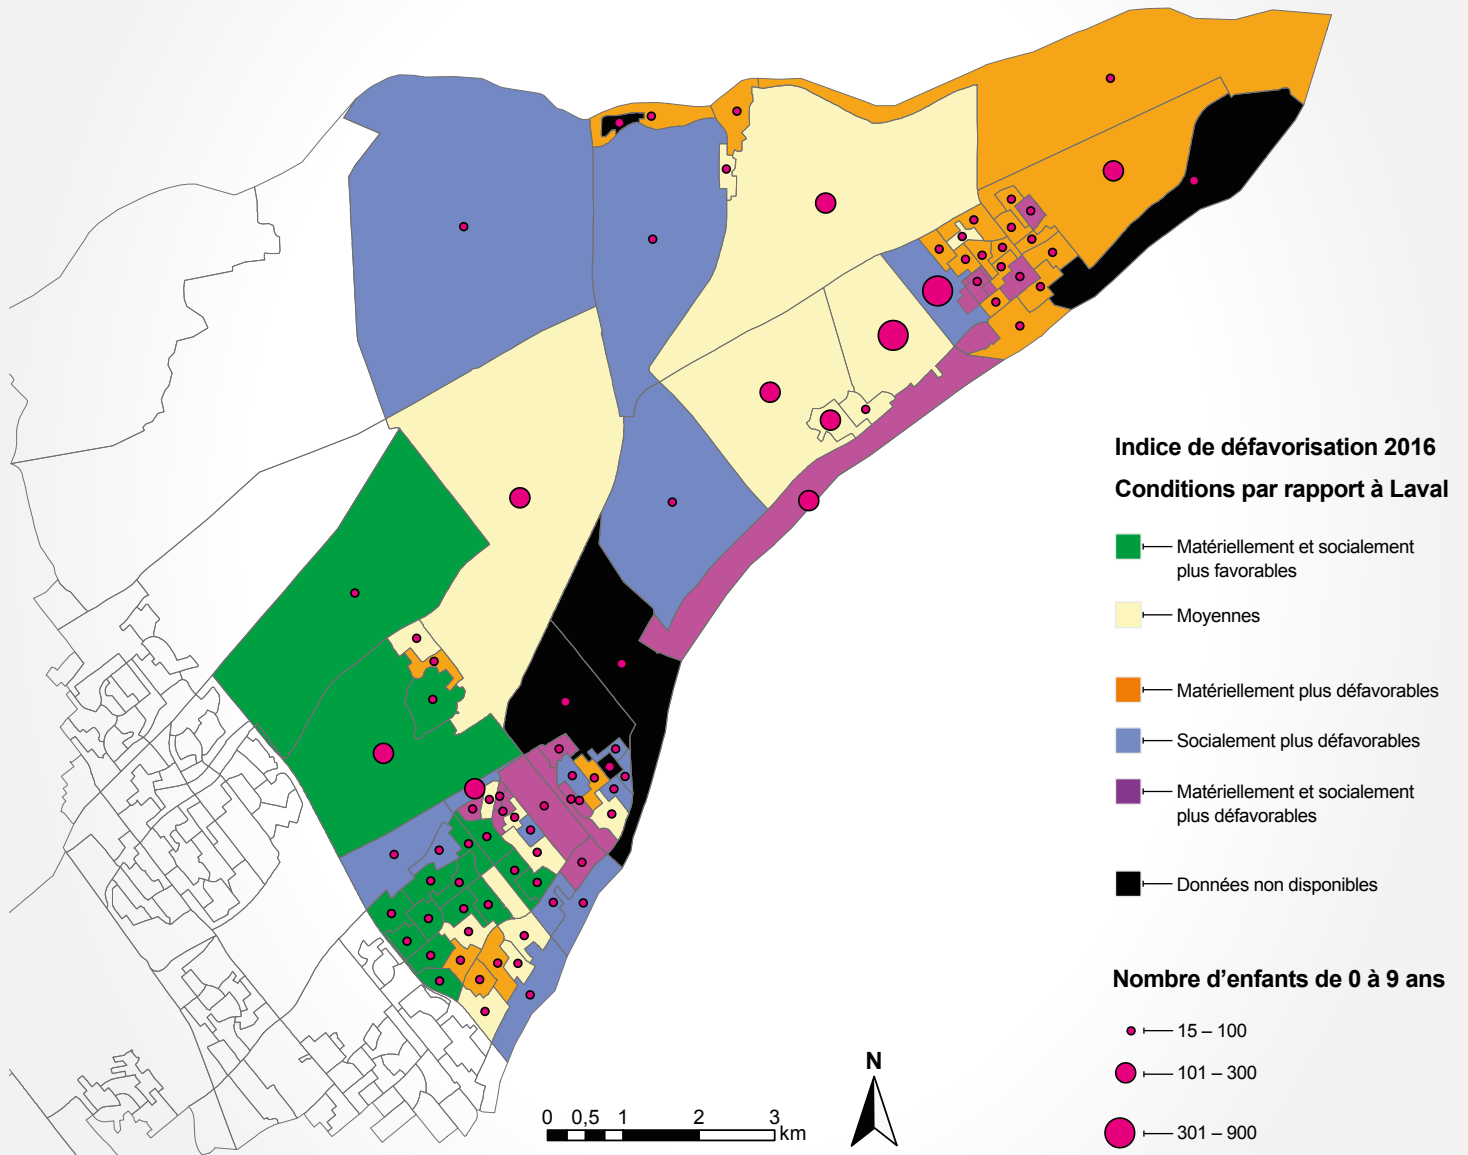 Indice de défavorisation 2016
Conditions par rapport à Laval
Matériellement et socialement
plus favorables
Moyennes
Matériellement plus défavorables
Socialement plus défavorables
Matériellement et socialement
plus défavorables
Données non disponibles
Nombre d'enfants de 0 à 9 ans
15 – 100
101 – 300
301 – 900
N
0 0,5 1 2 3
km